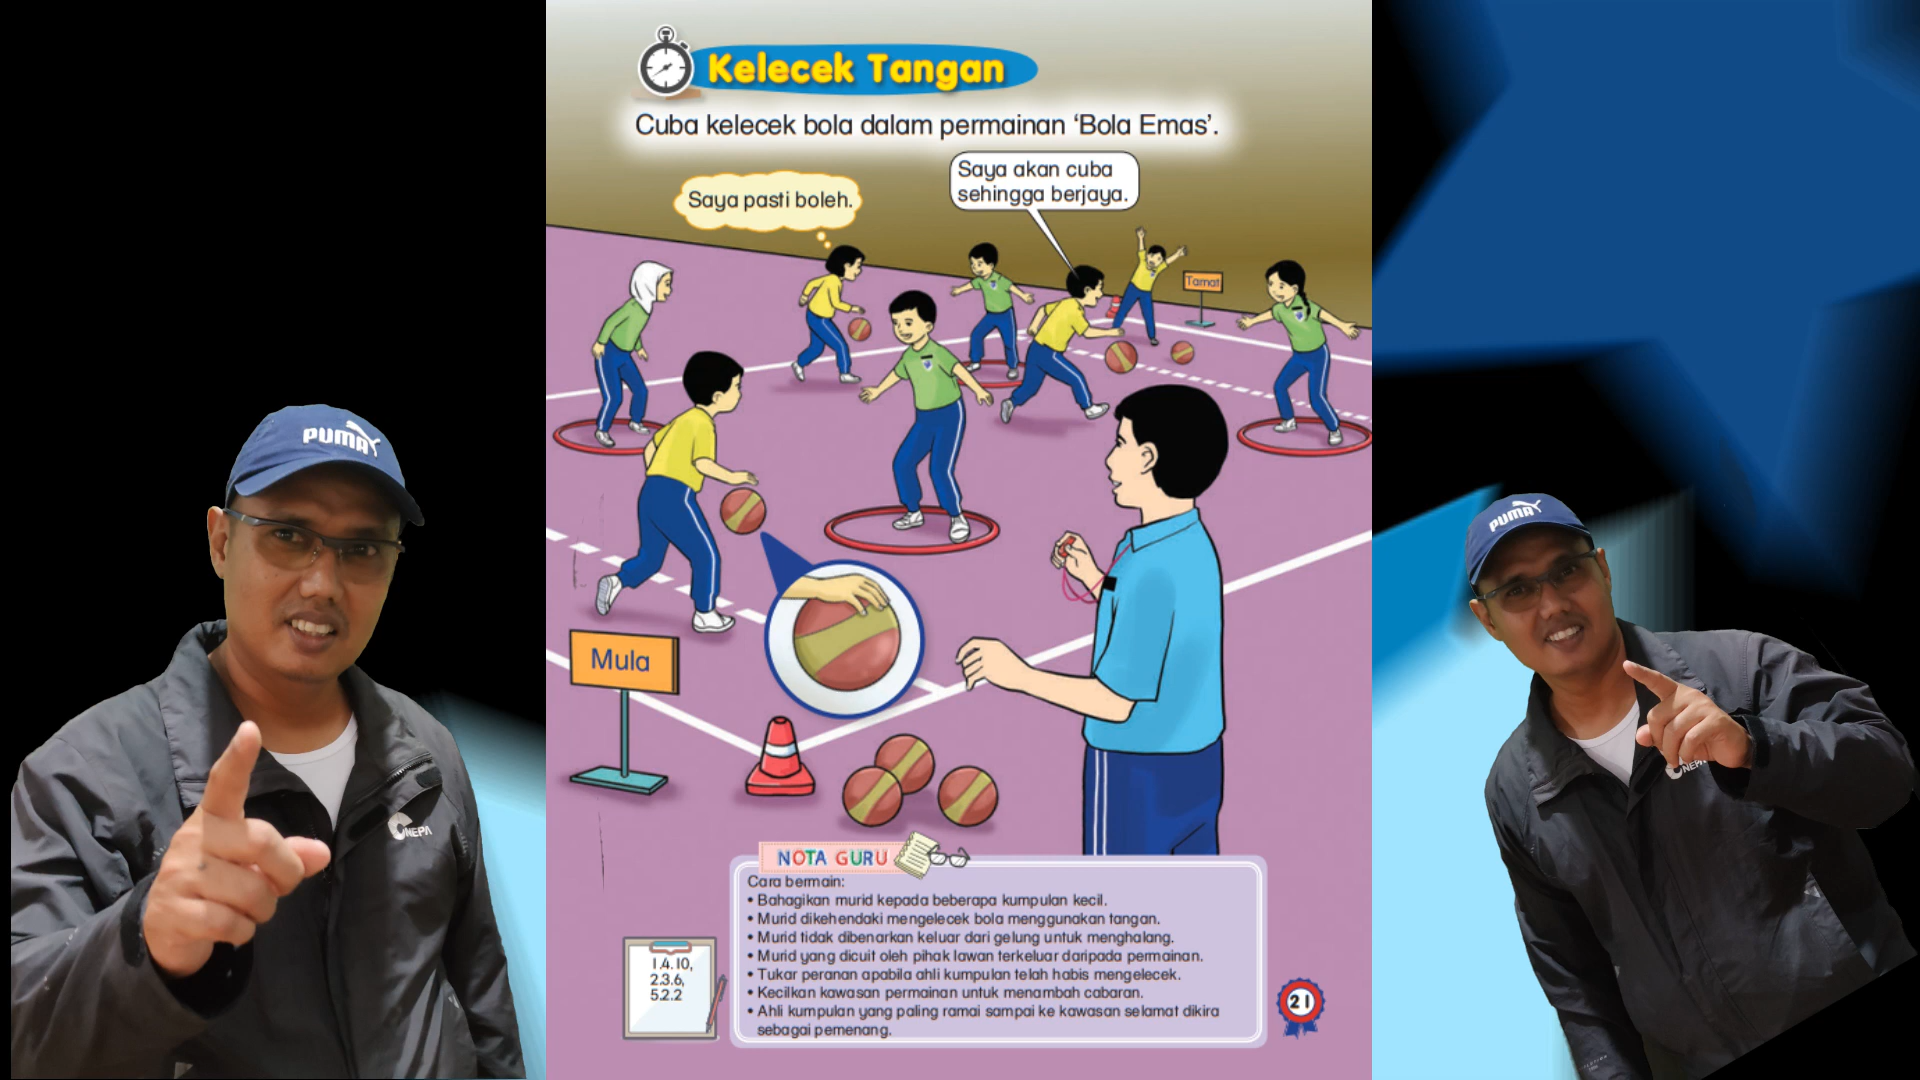 Kelecek Tangan
Cuba kelecek bola dalam permainan ‘Bola Emas’.
Saya pasti boleh.
Saya akan cuba
sehingga berjaya.
Tamat
Mula
NOTA GURU
Cara bermain:
• Bahagikan murid kepada beberapa kumpulan kecil.
• Murid dikehendaki mengelecek bola menggunakan tangan.
• Murid tidak dibenarkan keluar dari gelung untuk menghalang.
• Murid yang dicuit oleh pihak lawan terkeluar daripada permainan.
• Tukar peranan apabila ahli kumpulan telah habis mengelecek.
• Kecilkan kawasan permainan untuk menambah cabaran.
• Ahli kumpulan yang paling ramai sampai ke kawasan selamat dikira
sebagai pemenang.
1.4.10,
2.3.6,
5.2.2
21
PUMA
NEPA
PUMA